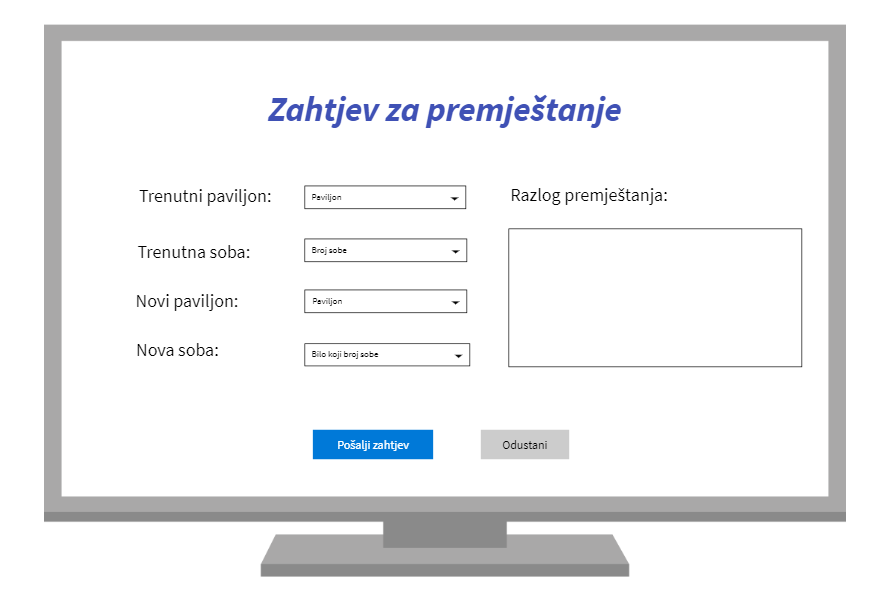 Zahtjev za premještanje
Trenutni paviljon:
Paviljon
Trenutna soba:
Broj sobe
Novi paviljon:
Paviljon
Nova soba:
Bilo koji broj sobe
Razlog premještanja:
Pošalji zahtjev
Odustani